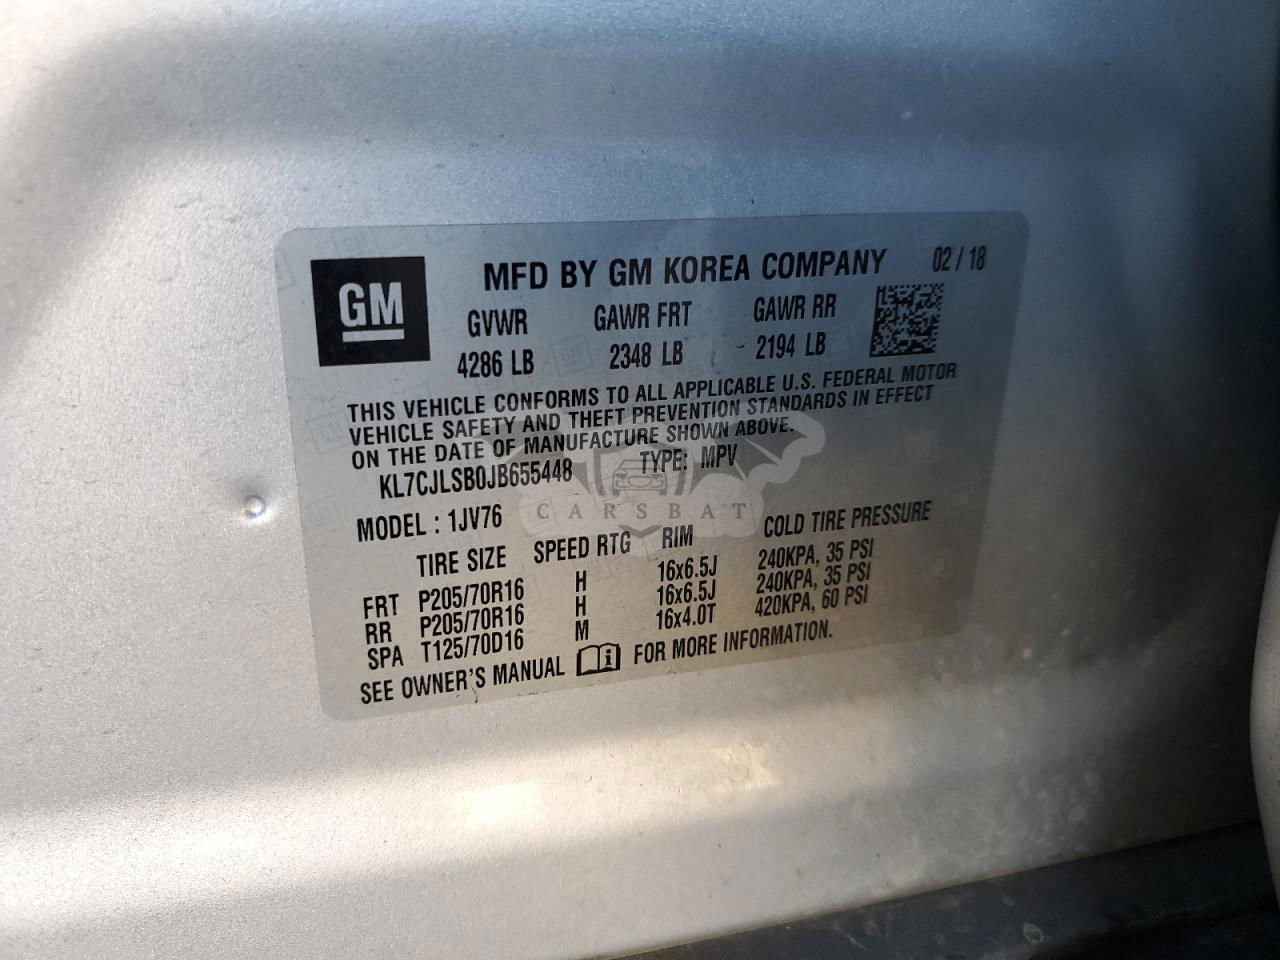 GM
MFD BY GM KOREA COMPANY 02/18
GVWR GAWR FRT GAWR RR
4286 LB 2348 LB 2194 LB
THIS VEHICLE CONFORMS TO ALL APPLICABLE U.S. FEDERAL MOTOR
VEHICLE SAFETY AND THEFT PREVENTION STANDARDS IN EFFECT
ON THE DATE OF MANUFACTURE SHOWN ABOVE.
KL7CJLSB0JB655448 TYPE: MPV
CARSBAT
MODEL : 1JV76
TIRE SIZE SPEED RTG RIM COLD TIRE PRESSURE
FRT P205/70R16 H 16x6.5J 240KPA, 35 PSI
RR P205/70R16 H 16x6.5J 240KPA, 35 PSI
SPA T125/70D16 M 16x4.0T 420KPA, 60 PSI
SEE OWNER'S MANUAL i FOR MORE INFORMATION.